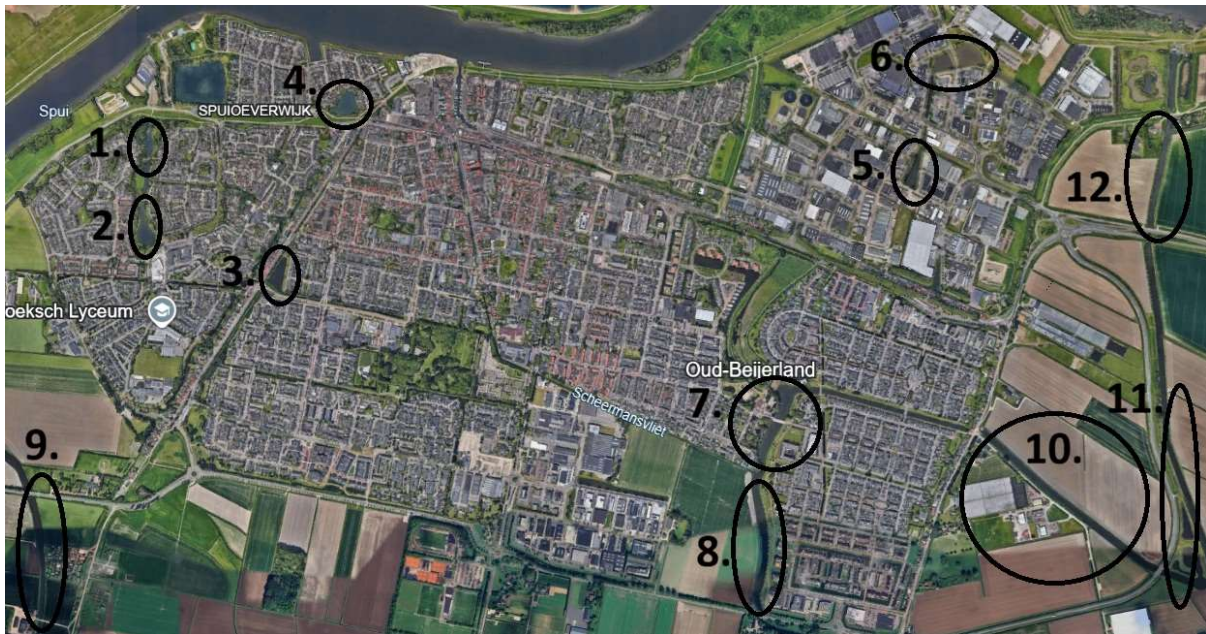 6.
4.
Spui
SPUIOEVERWIJK
1.
5.
12.
2.
3.
oeksch Lyceum
Oud-Beijerland
7.
Scheermansvliet
11.
10.
9.
8.